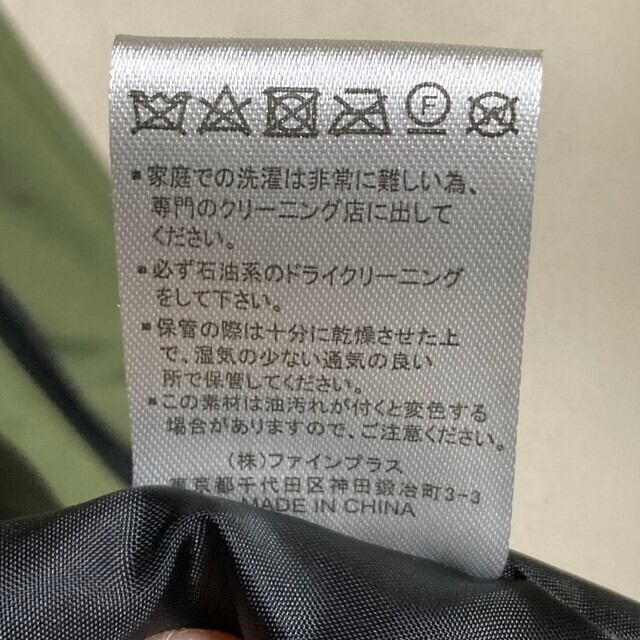 F
W
▪家庭での洗濯は非常に難しい為、
専門のクリーニング店に出して
ください。
▪必ず石油系のドライクリーニング
をして下さい。
▪保管の際は十分に乾燥させた上
で、湿気の少ない通気の良い
所で保管してください。
▪この素材は油汚れが付くと変色する
場合がありますので、ご注意ください。
(株)ファインプラス
東京都千代田区神田鍛冶町3-3
MADE IN CHINA